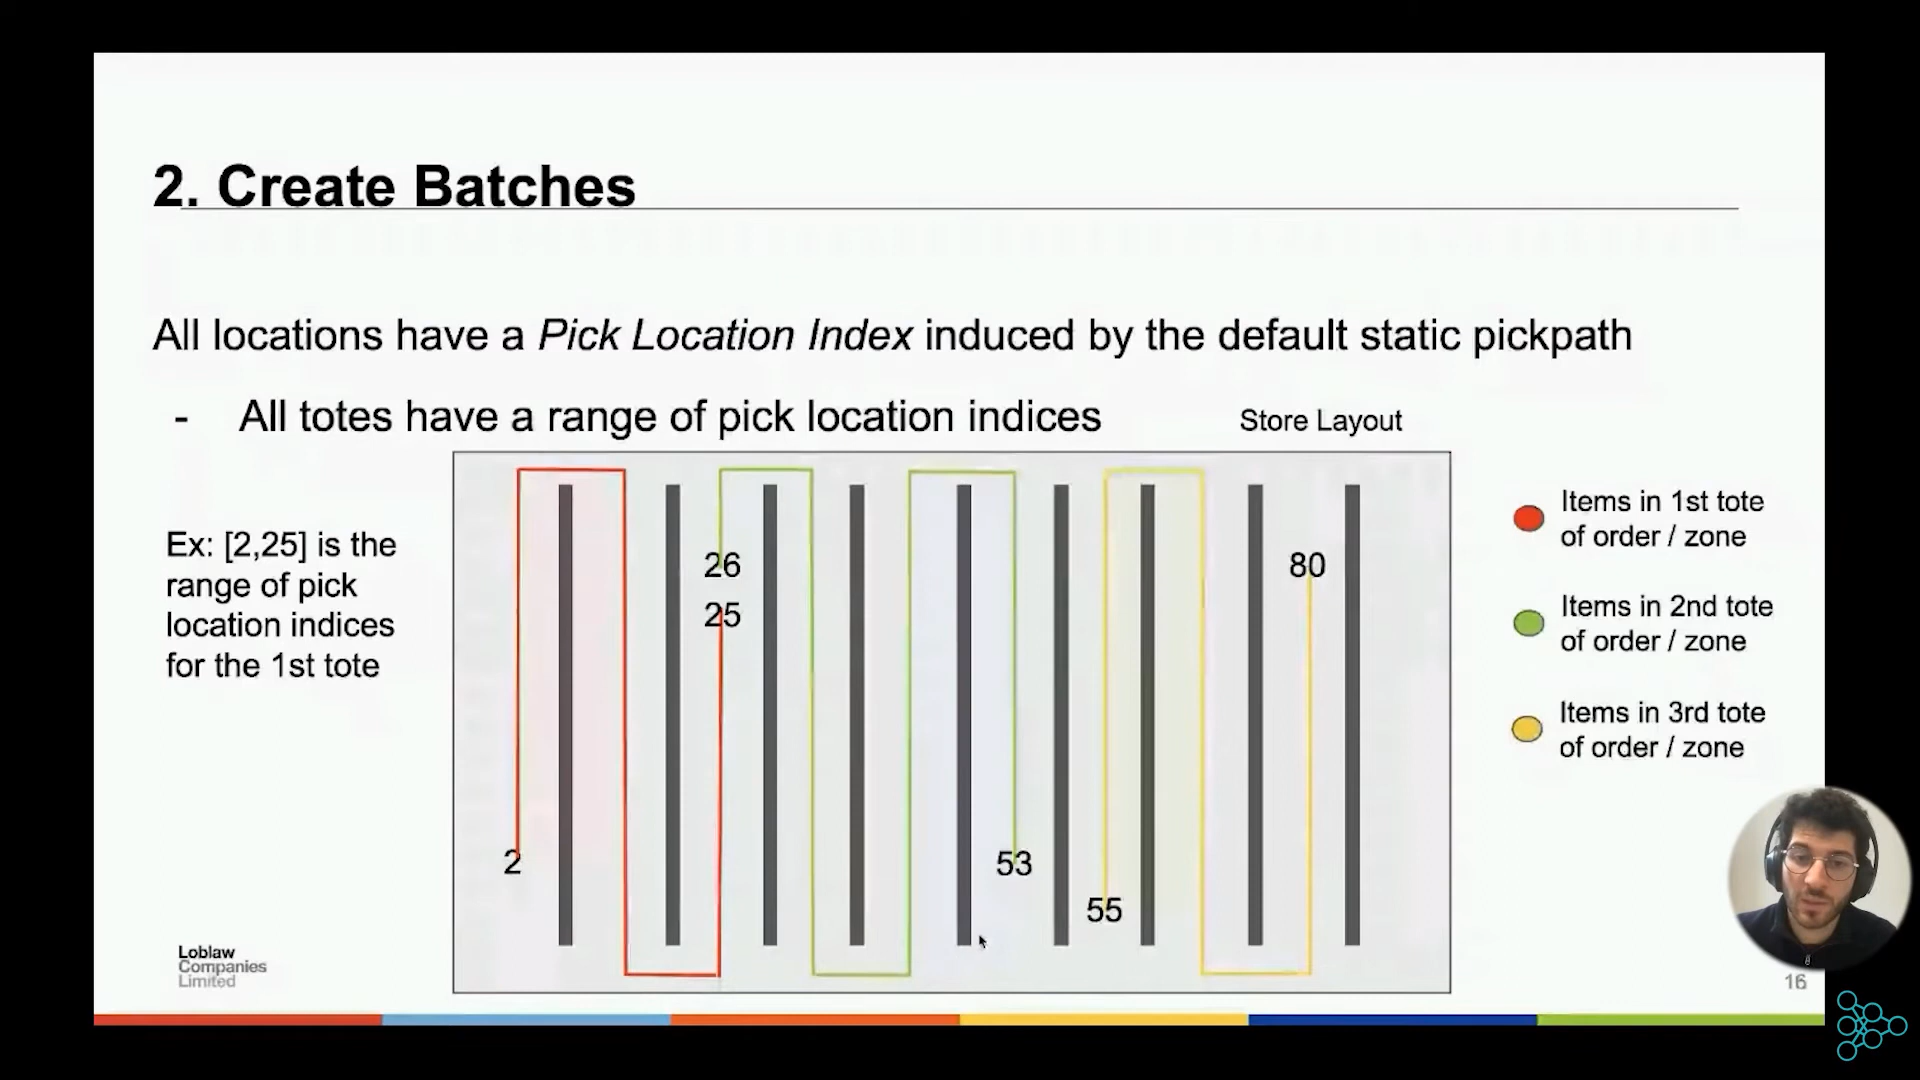 2. Create Batches
All locations have a Pick Location Index induced by the default static pickpath
- All totes have a range of pick location indices
Store Layout
Ex: [2,25] is the
range of pick
location indices
for the 1st tote
26
25
80
2
53
55
Items in 1st tote
of order / zone
Items in 2nd tote
of order / zone
Items in 3rd tote
of order / zone
Loblaw
Companies
Limited
16